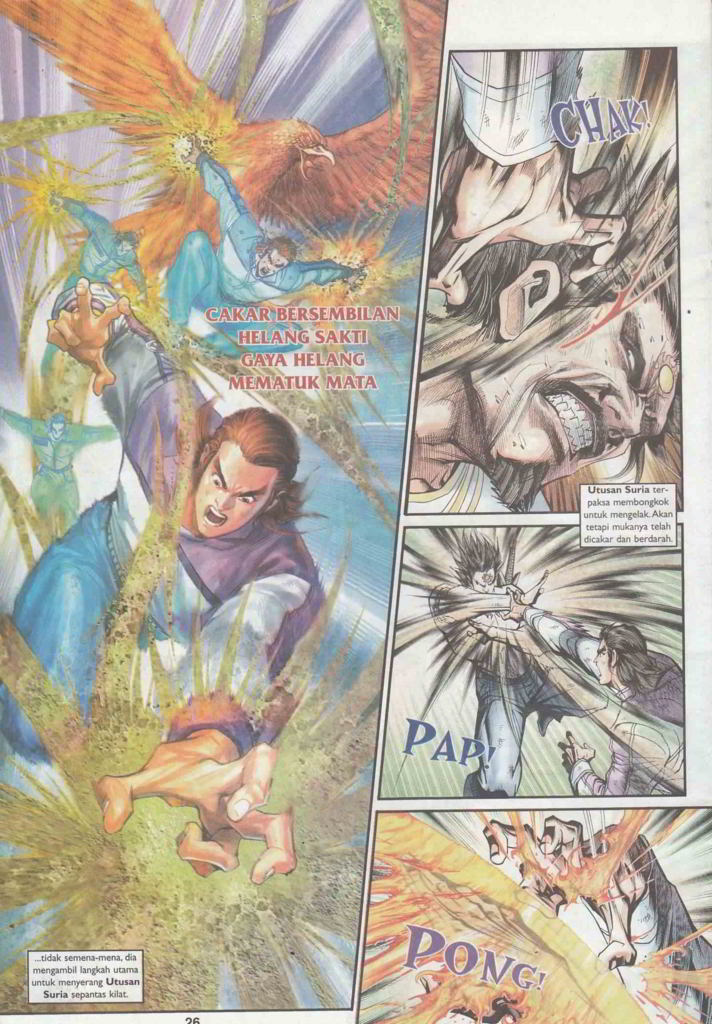 CAKAR BERSEMBILAN
HELANG SAKTI
GAYA HELANG
MEMATUK MATA
...tidak semena-mena, dia
mengambil langkah utama
untuk menyerang Utusan
Suria sepantas kilat.
CHAK!
Utusan Suria ter-
paksa membongkok
untuk mengelak. Akan
tetapi mukanya telah
dicakar dan berdarah.
PAP!
PONG!
26